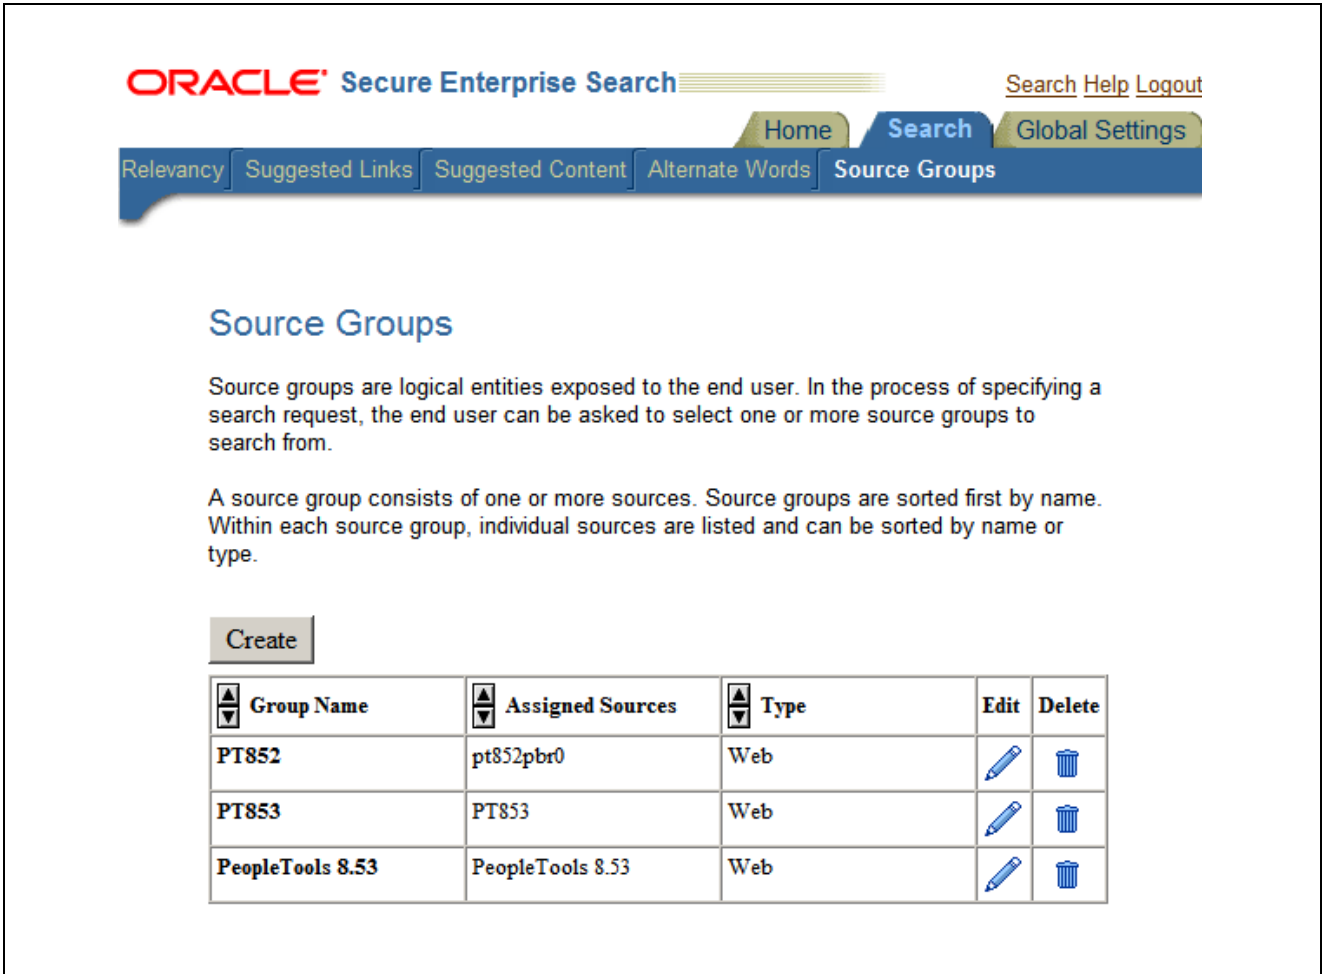 ORACLE® Secure Enterprise Search
Search Help Logout
Home Search Global Settings
Relevancy Suggested Links Suggested Content Alternate Words Source Groups
Source Groups
Source groups are logical entities exposed to the end user. In the process of specifying a
search request, the end user can be asked to select one or more source groups to
search from.
A source group consists of one or more sources. Source groups are sorted first by name.
Within each source group, individual sources are listed and can be sorted by name or
type.
Create
Group Name Assigned Sources Type Edit Delete
PT852 pt852pbr0 Web
PT853 PT853 Web
PeopleTools 8.53 PeopleTools 8.53 Web